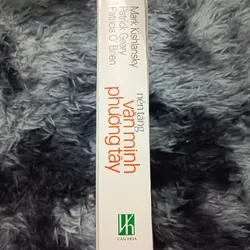 Mark Kishlansky
Patrick Geary
Patricia O' Brien
nền tảng
văn minh
phương tây
VĂN HÓA